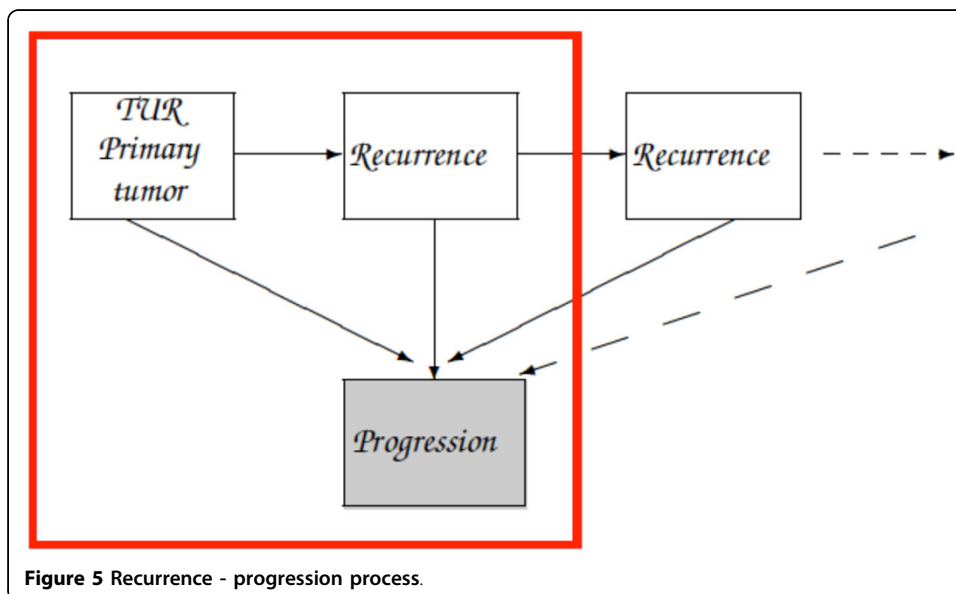 TUR
Primary
tumor
Recurrence
Recurrence
Progression
Figure 5 Recurrence - progression process.